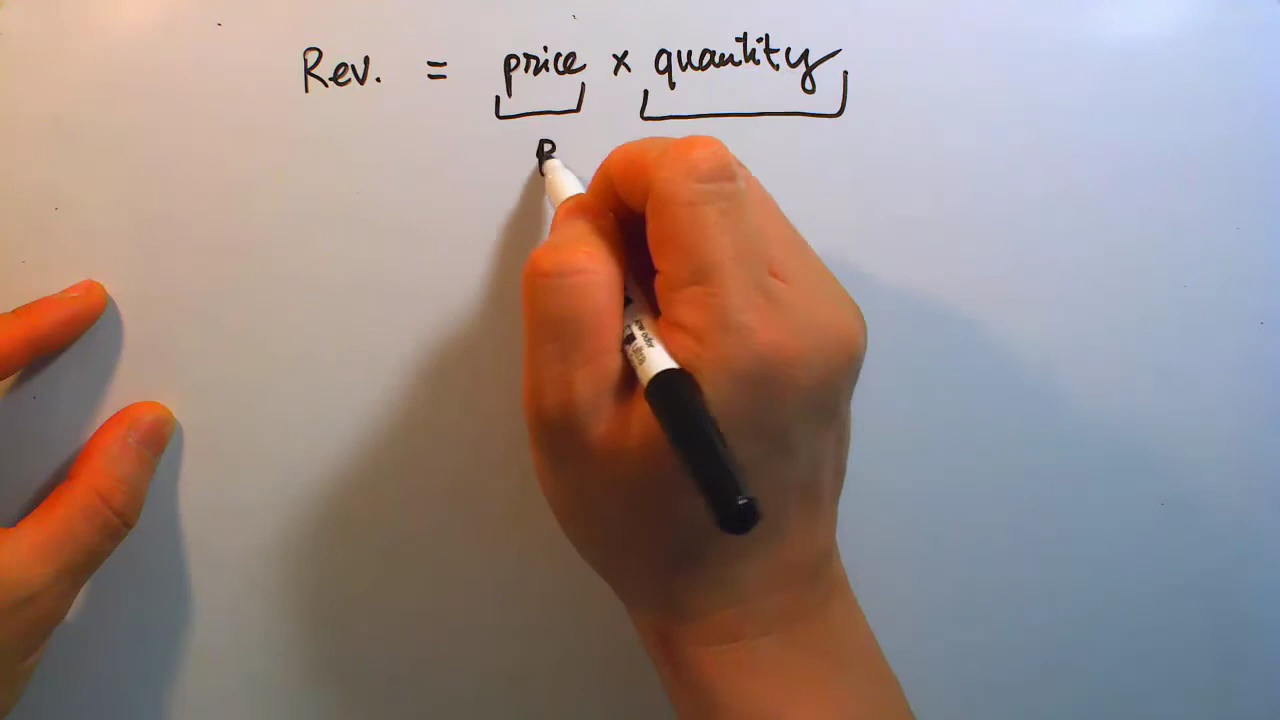 Rev. = price x quantity
P